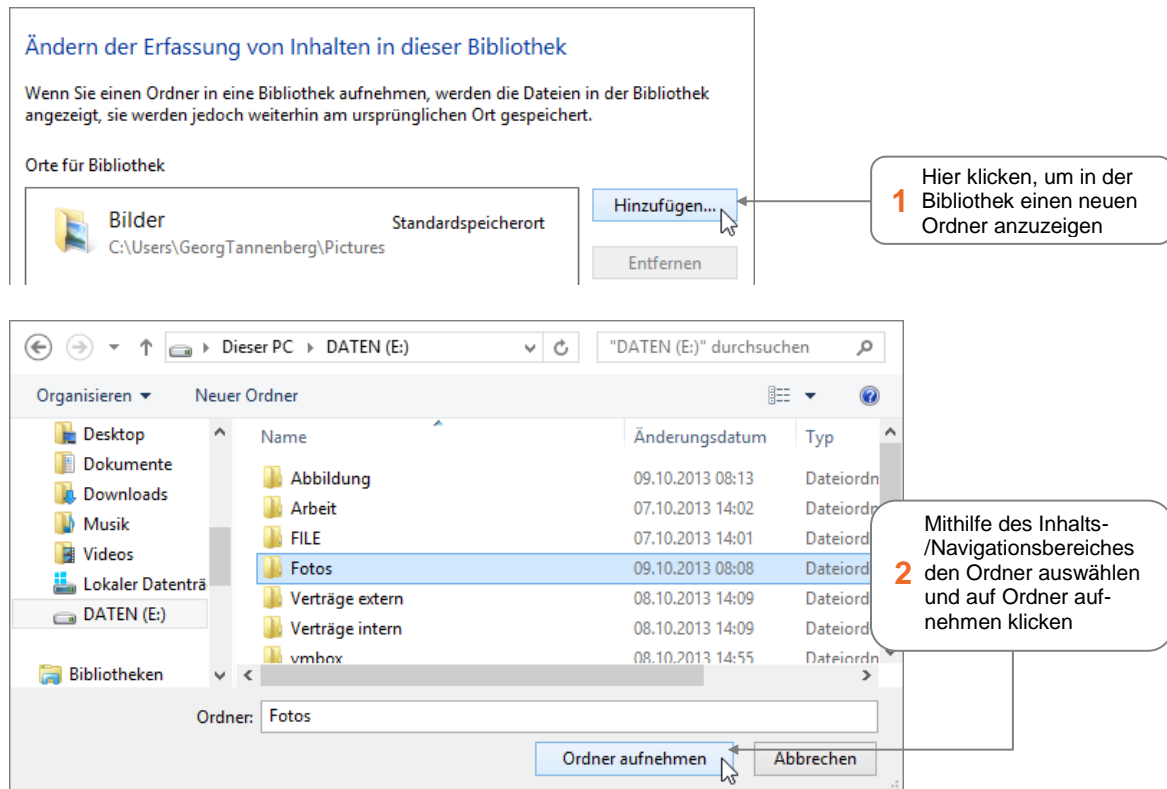 Ändern der Erfassung von Inhalten in dieser Bibliothek
Wenn Sie einen Ordner in eine Bibliothek aufnehmen, werden die Dateien in der Bibliothek
angezeigt, sie werden jedoch weiterhin am ursprünglichen Ort gespeichert.
Orte für Bibliothek
Bilder
Standardspeicherort
C:\Users\GeorgTannenberg\Pictures
Hinzufügen...
Entfernen
1
Hier klicken, um in der
Bibliothek einen neuen
Ordner anzuzeigen
Dieser PC DATEN (E:)
"DATEN (E:)" durchsuchen
Organisieren Neuer Ordner
Desktop
Dokumente
Downloads
Musik
Videos
Lokaler Datenträ
DATEN (E:)
Bibliotheken
Name Änderungsdatum Typ
Abbildung 09.10.2013 08:13 Dateiordn
Arbeit 07.10.2013 14:02 Dateiordn
FILE 07.10.2013 14:01 Dateiord
Fotos 09.10.2013 08:08 Dateiord
Verträge extern 08.10.2013 14:09 Dateiord
Verträge intern 08.10.2013 14:09 Dateiord
vmbox 08.10.2013 14:55 Dateiordn
Ordner: Fotos
Ordner aufnehmen Abbrechen
2
Mithilfe des Inhalts-
/Navigationsbereiches
den Ordner auswählen
und auf Ordner auf-
nehmen klicken